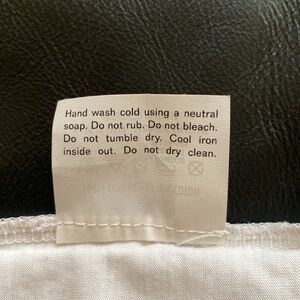 Hand wash cold using a neutral
soap. Do not rub. Do not bleach.
Do not tumble dry. Cool iron
inside out. Do not dry clean.